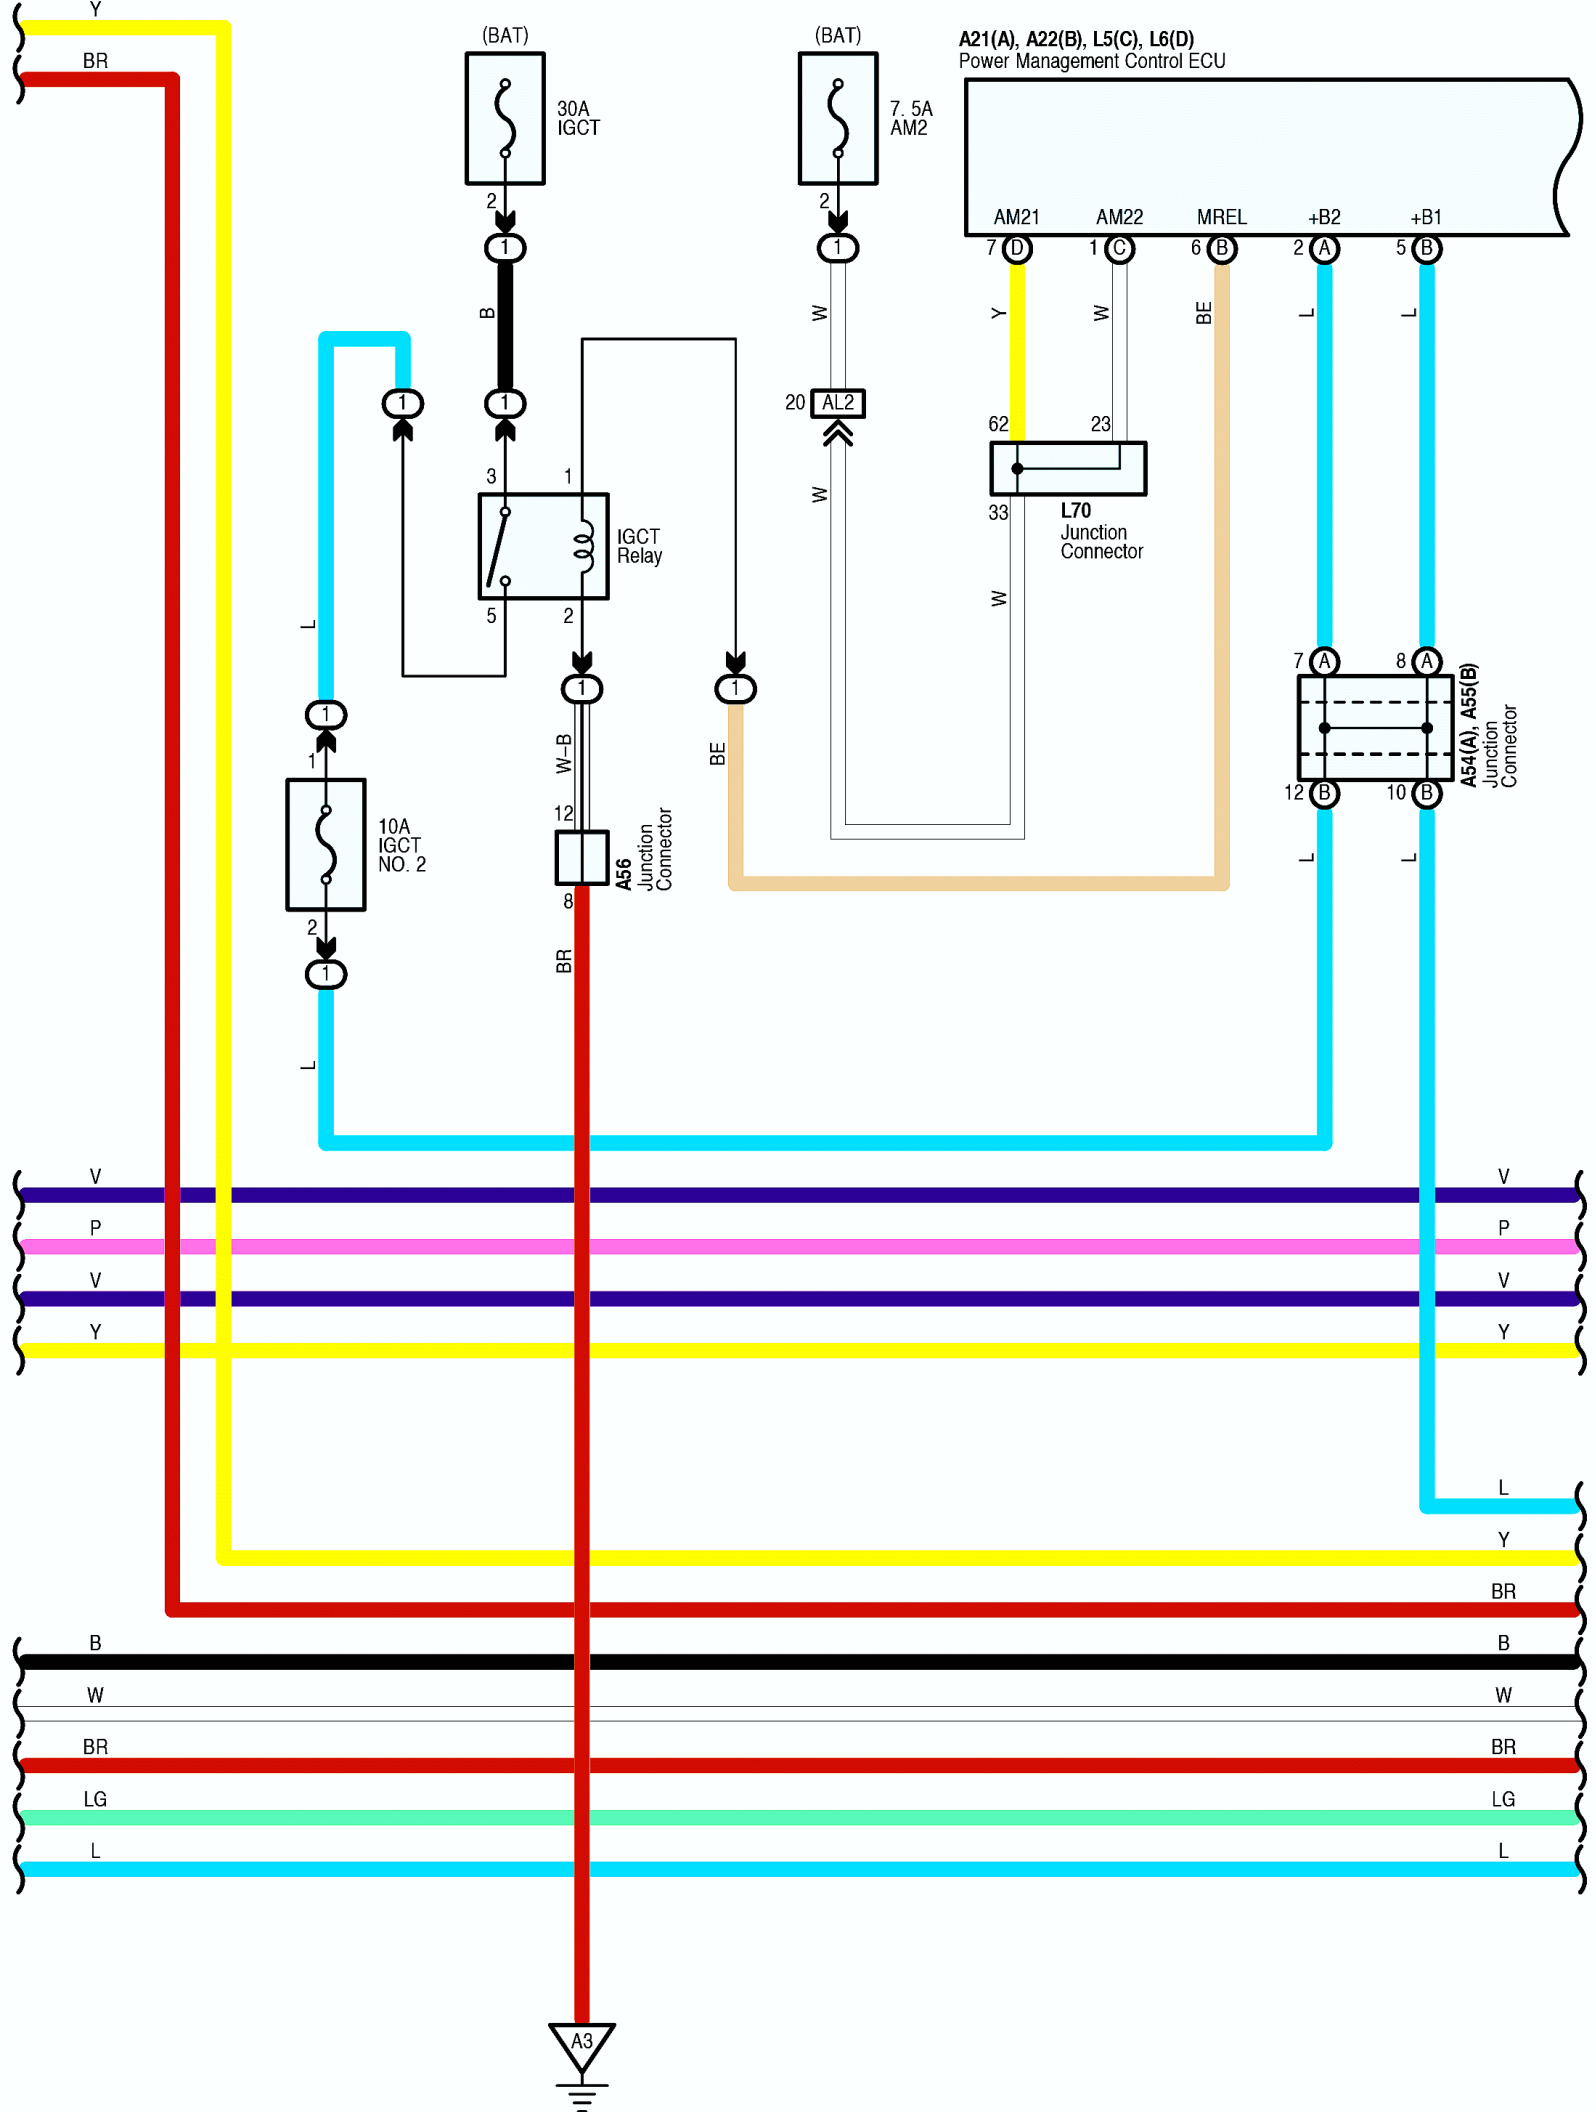 Y
BR
(BAT)
30A
IGCT
2
1
B
1
(BAT)
7. 5A
AM2
2
1
W
20
AL2
W
A21(A), A22(B), L5(C), L6(D)
Power Management Control ECU
AM21
AM22
MREL
+B2
+B1
7 D
1 C
6 B
2 A
5 B
Y
W
BE
L
L
62
23
33
L70
Junction
Connector
W
1
3
1
IGCT
Relay
5
2
L
1
1
10A
IGCT
NO. 2
2
1
L
1
W–B
12
A56
Junction
Connector
8
BR
1
BE
7 A
8 A
A54(A), A55(B)
Junction
Connector
12 B
10 B
L
L
V
V
P
P
V
V
Y
Y
L
Y
BR
B
B
W
W
BR
BR
LG
LG
L
L
A3